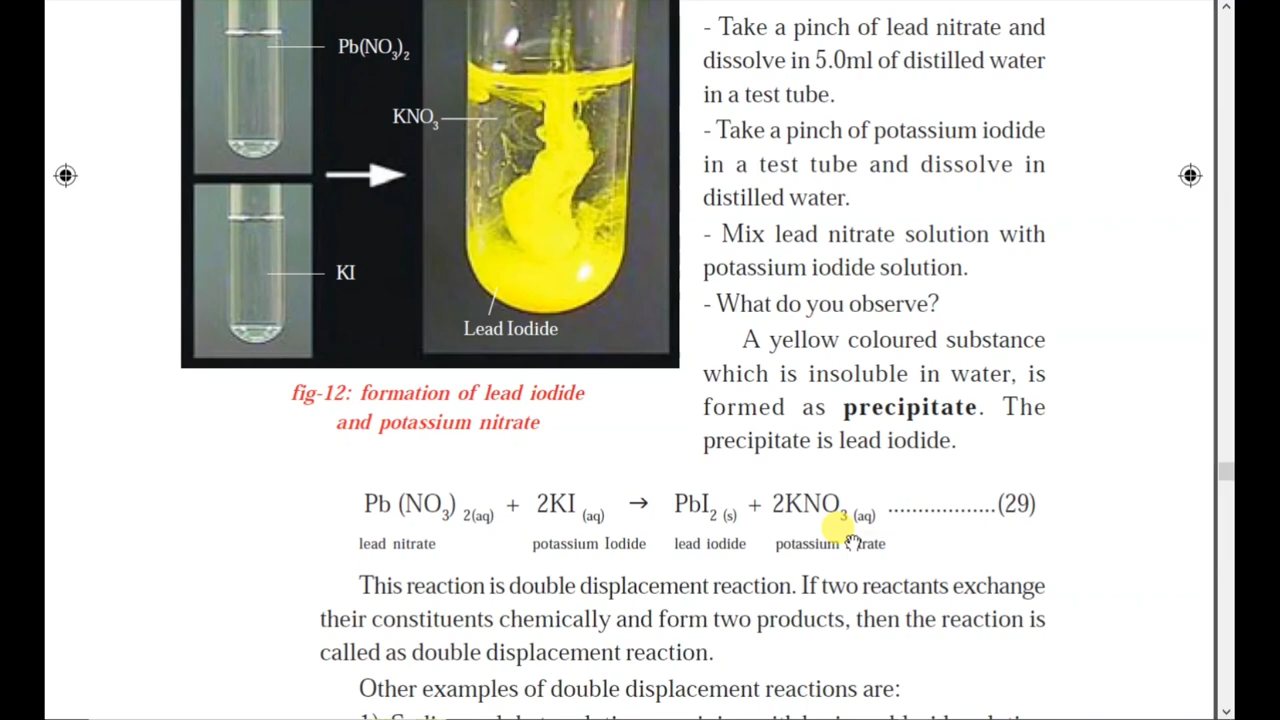 Pb(NO3)2
KNO3
KI
Lead Iodide
fig-12: formation of lead iodide
and potassium nitrate
- Take a pinch of lead nitrate and
dissolve in 5.0ml of distilled water
in a test tube.
- Take a pinch of potassium iodide
in a test tube and dissolve in
distilled water.
- Mix lead nitrate solution with
potassium iodide solution.
- What do you observe?
A yellow coloured substance
which is insoluble in water, is
formed as precipitate. The
precipitate is lead iodide.
Pb (NO3) 2(aq) + 2KI (aq) → PbI2 (s) + 2KNO3 (aq) ..................(29)
lead nitrate potassium Iodide lead iodide potassium
This reaction is double displacement reaction. If two reactants exchange
their constituents chemically and form two products, then the reaction is
called as double displacement reaction.
Other examples of double displacement reactions are: